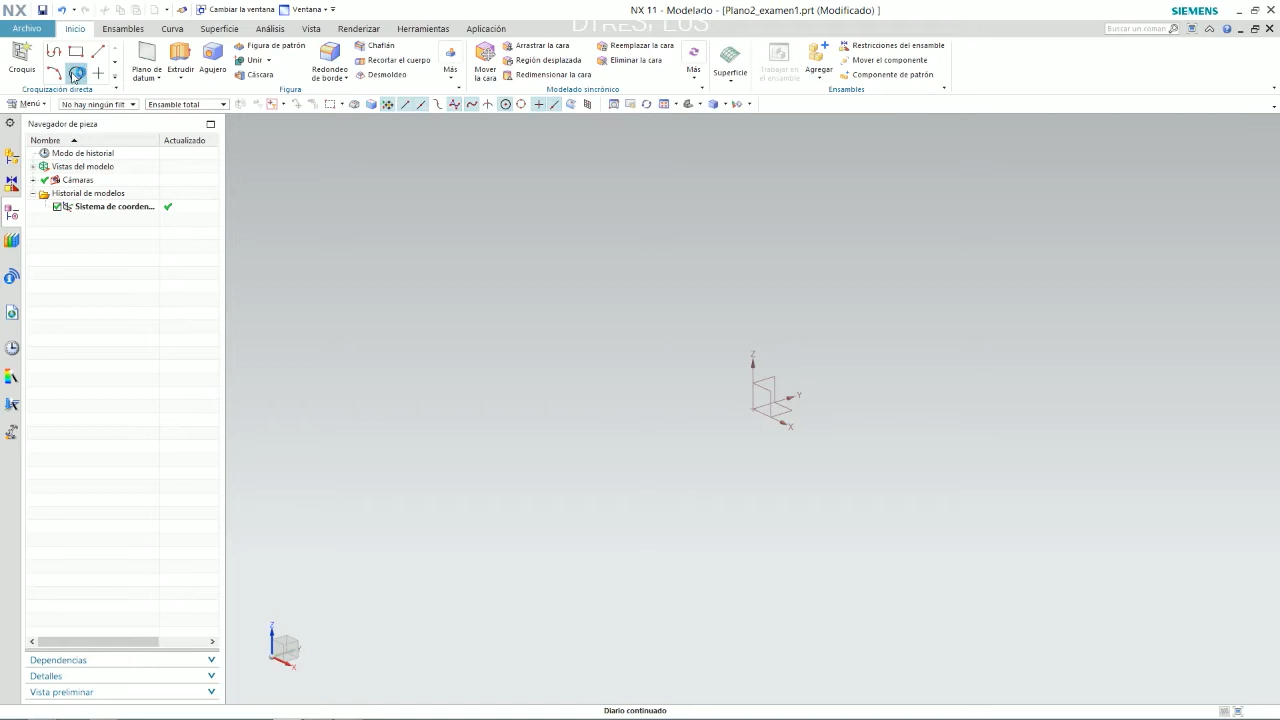 NX
Cambiar la ventana
Ventana
NX 11 - Modelado - [Plano2_examen1.prt (Modificado) ]
SIEMENS
Archivo
Inicio
Ensambles
Curva
Superficie
Análisis
Vista
Renderizar
Herramientas
Aplicación
DTRESPLUS
Buscar un coman
Croquis
Plano de datum
Extrudir
Agujero
Figura de patrón
Unir
Cáscara
Redondeo de borde
Chaflán
Recortar el cuerpo
Desmoldeo
Más
Mover la cara
Arrastrar la cara
Región desplazada
Redimensionar la cara
Reemplazar la cara
Eliminar la cara
Más
Superficie
Trabajar en el ensamble
Agregar
Restricciones del ensamble
Mover el componente
Componente de patrón
Croquización directa
Figura
Modelado sincrónico
Ensambles
Menú
No hay ningún filt
Ensamble total
Navegador de pieza
Nombre
Actualizado
Modo de historial
Vistas del modelo
Cámaras
Historial de modelos
Sistema de coorden...
Z
Y
X
Z
X
Dependencias
Detalles
Vista preliminar
Diario continuado